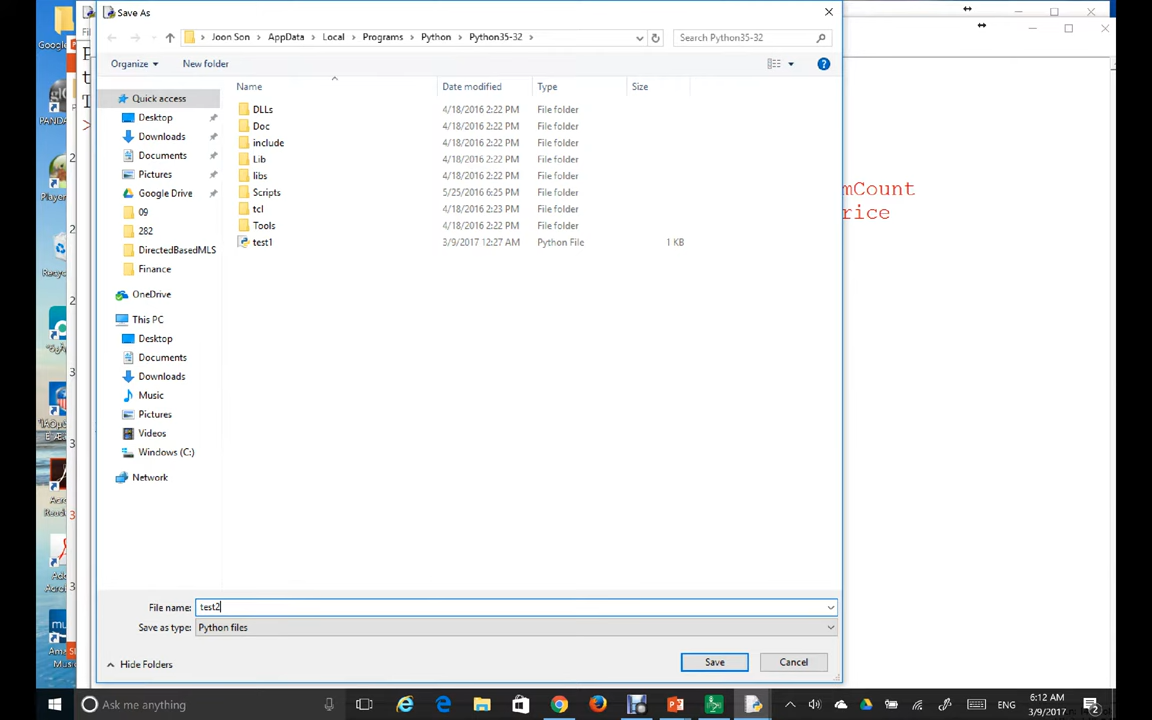 Save As
Joon Son > AppData > Local > Programs > Python > Python35-32 >
Search Python35-32
Organize
New folder
Name
Date modified
Type
Size
Quick access
Desktop
Downloads
Documents
Pictures
Google Drive
09
282
DirectedBasedMLS
Finance
OneDrive
This PC
Desktop
Documents
Downloads
Music
Pictures
Videos
Windows (C:)
Network
DLLs 4/18/2016 2:22 PM File folder
Doc 4/18/2016 2:22 PM File folder
include 4/18/2016 2:22 PM File folder
Lib 4/18/2016 2:22 PM File folder
libs 4/18/2016 2:22 PM File folder
Scripts 5/25/2016 6:25 PM File folder
tcl 4/18/2016 2:23 PM File folder
Tools 4/18/2016 2:22 PM File folder
test1 3/9/2017 12:27 AM Python File 1 KB
mCount
rice
File name: test2
Save as type: Python files
Hide Folders
Save
Cancel
Ask me anything
ENG
6:12 AM
3/9/2017
2